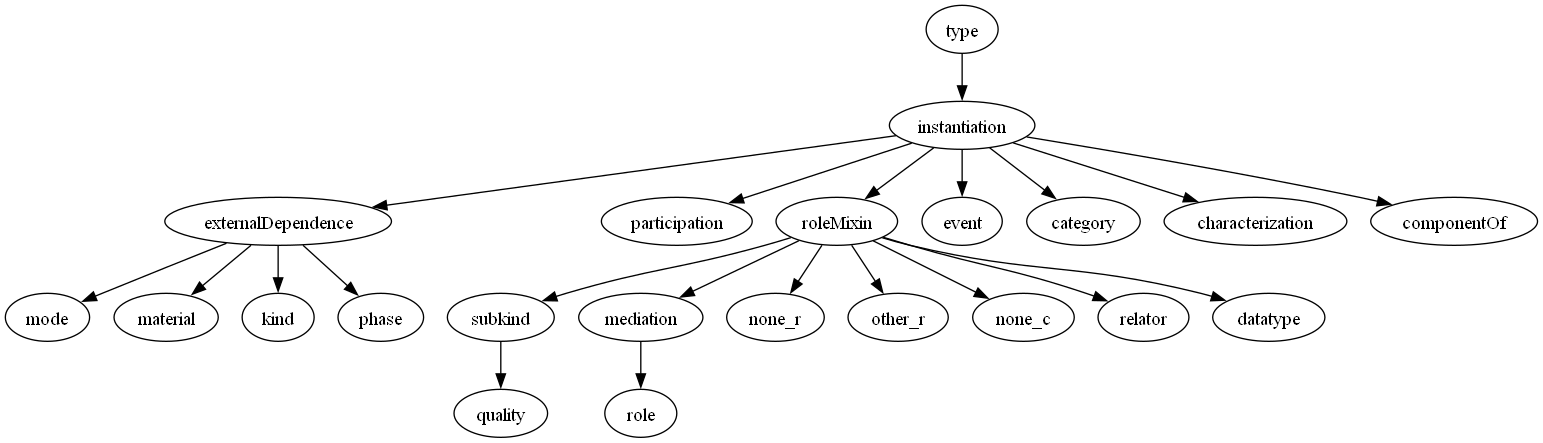 type
instantiation
externalDependence
participation
roleMixin
event
category
characterization
componentOf
mode
material
kind
phase
subkind
mediation
none_r
other_r
none_c
relator
datatype
quality
role